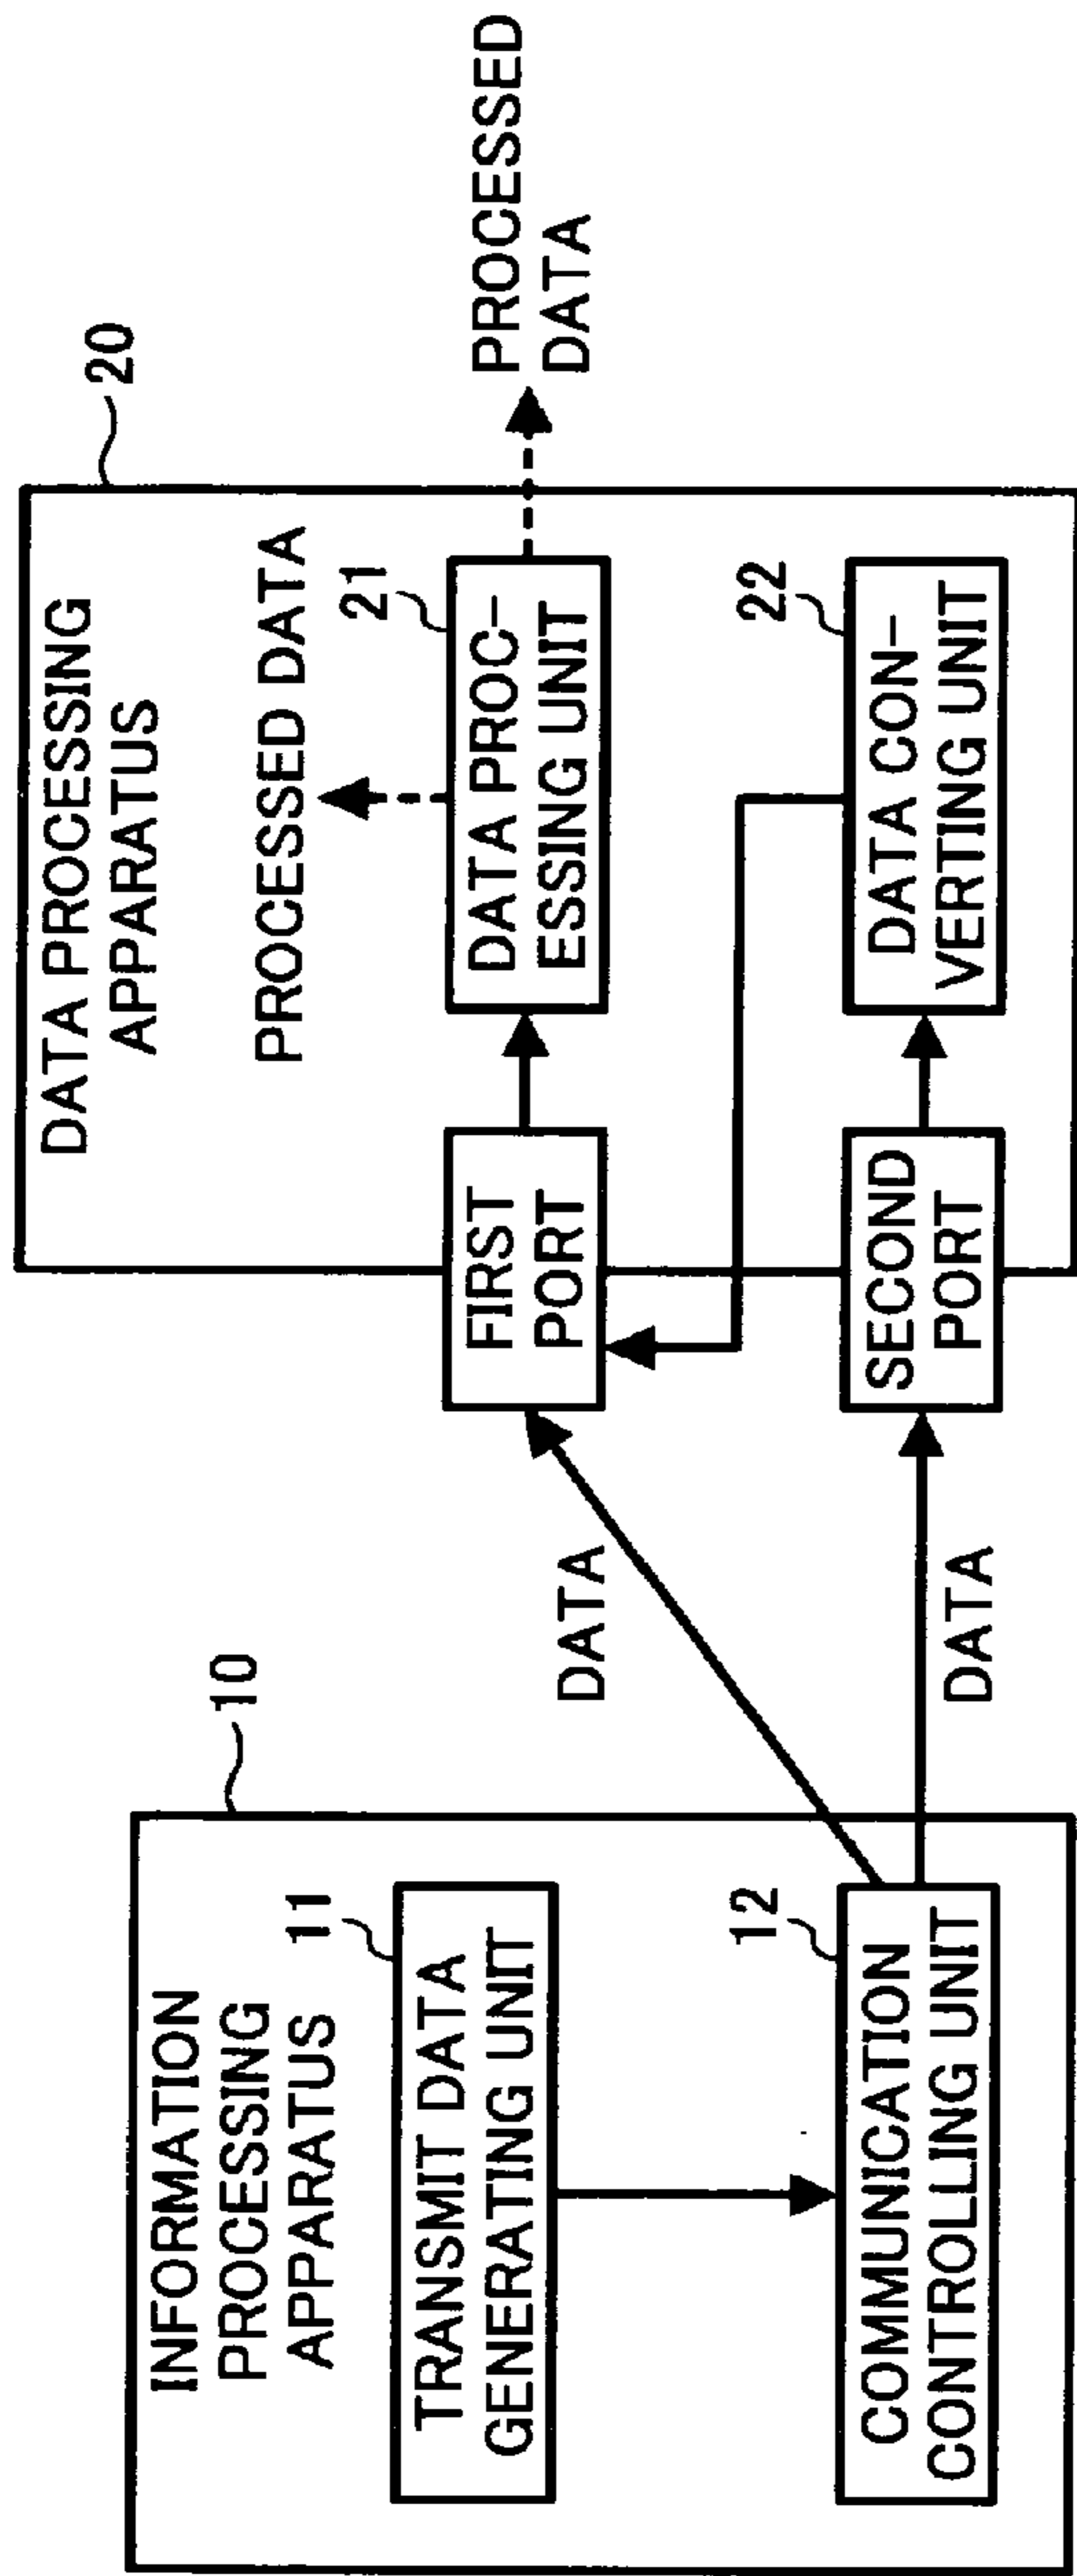 INFORMATION
PROCESSING
APPARATUS
10
11
TRANSMIT DATA
GENERATING UNIT
12
COMMUNICATION
CONTROLLING UNIT
DATA
DATA
DATA PROCESSING
APPARATUS
20
PROCESSED DATA
FIRST
PORT
21
DATA PROC-
ESSING UNIT
PROCESSED
DATA
SECOND
PORT
22
DATA CON-
VERTING UNIT